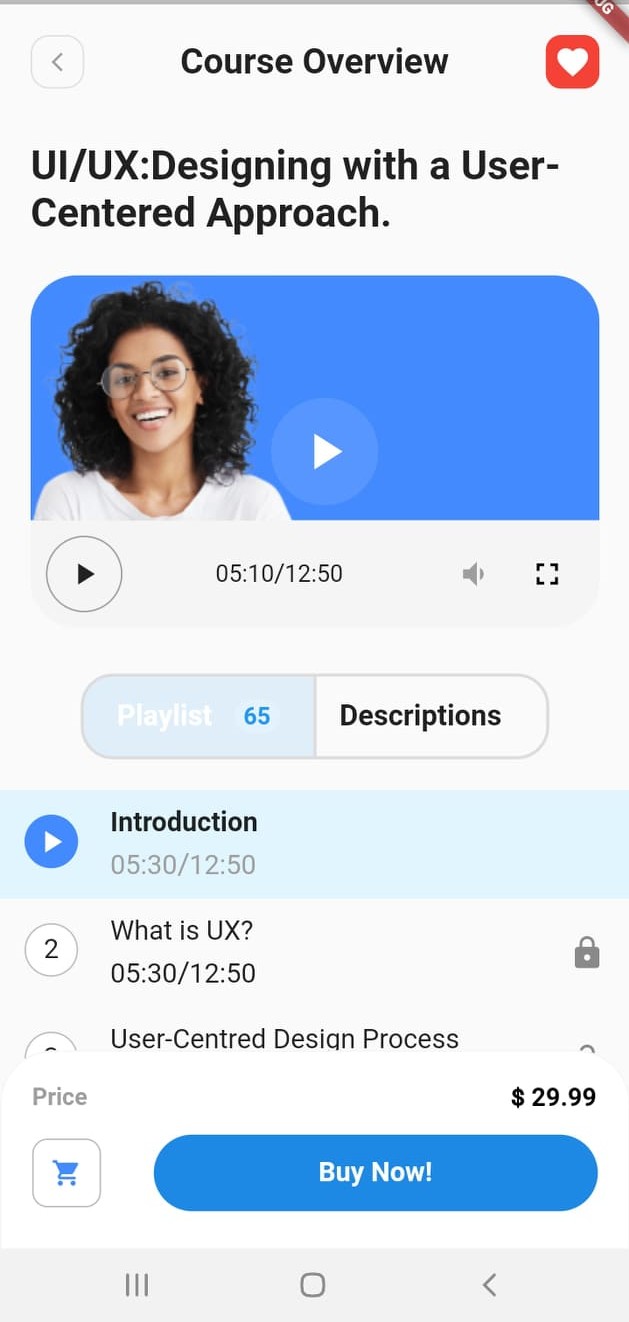 Course Overview
UI/UX:Designing with a User-
Centered Approach.
05:10/12:50
Playlist 65 Descriptions
Introduction
05:30/12:50
2 What is UX?
05:30/12:50
User-Centred Design Process
Price $ 29.99
Buy Now!